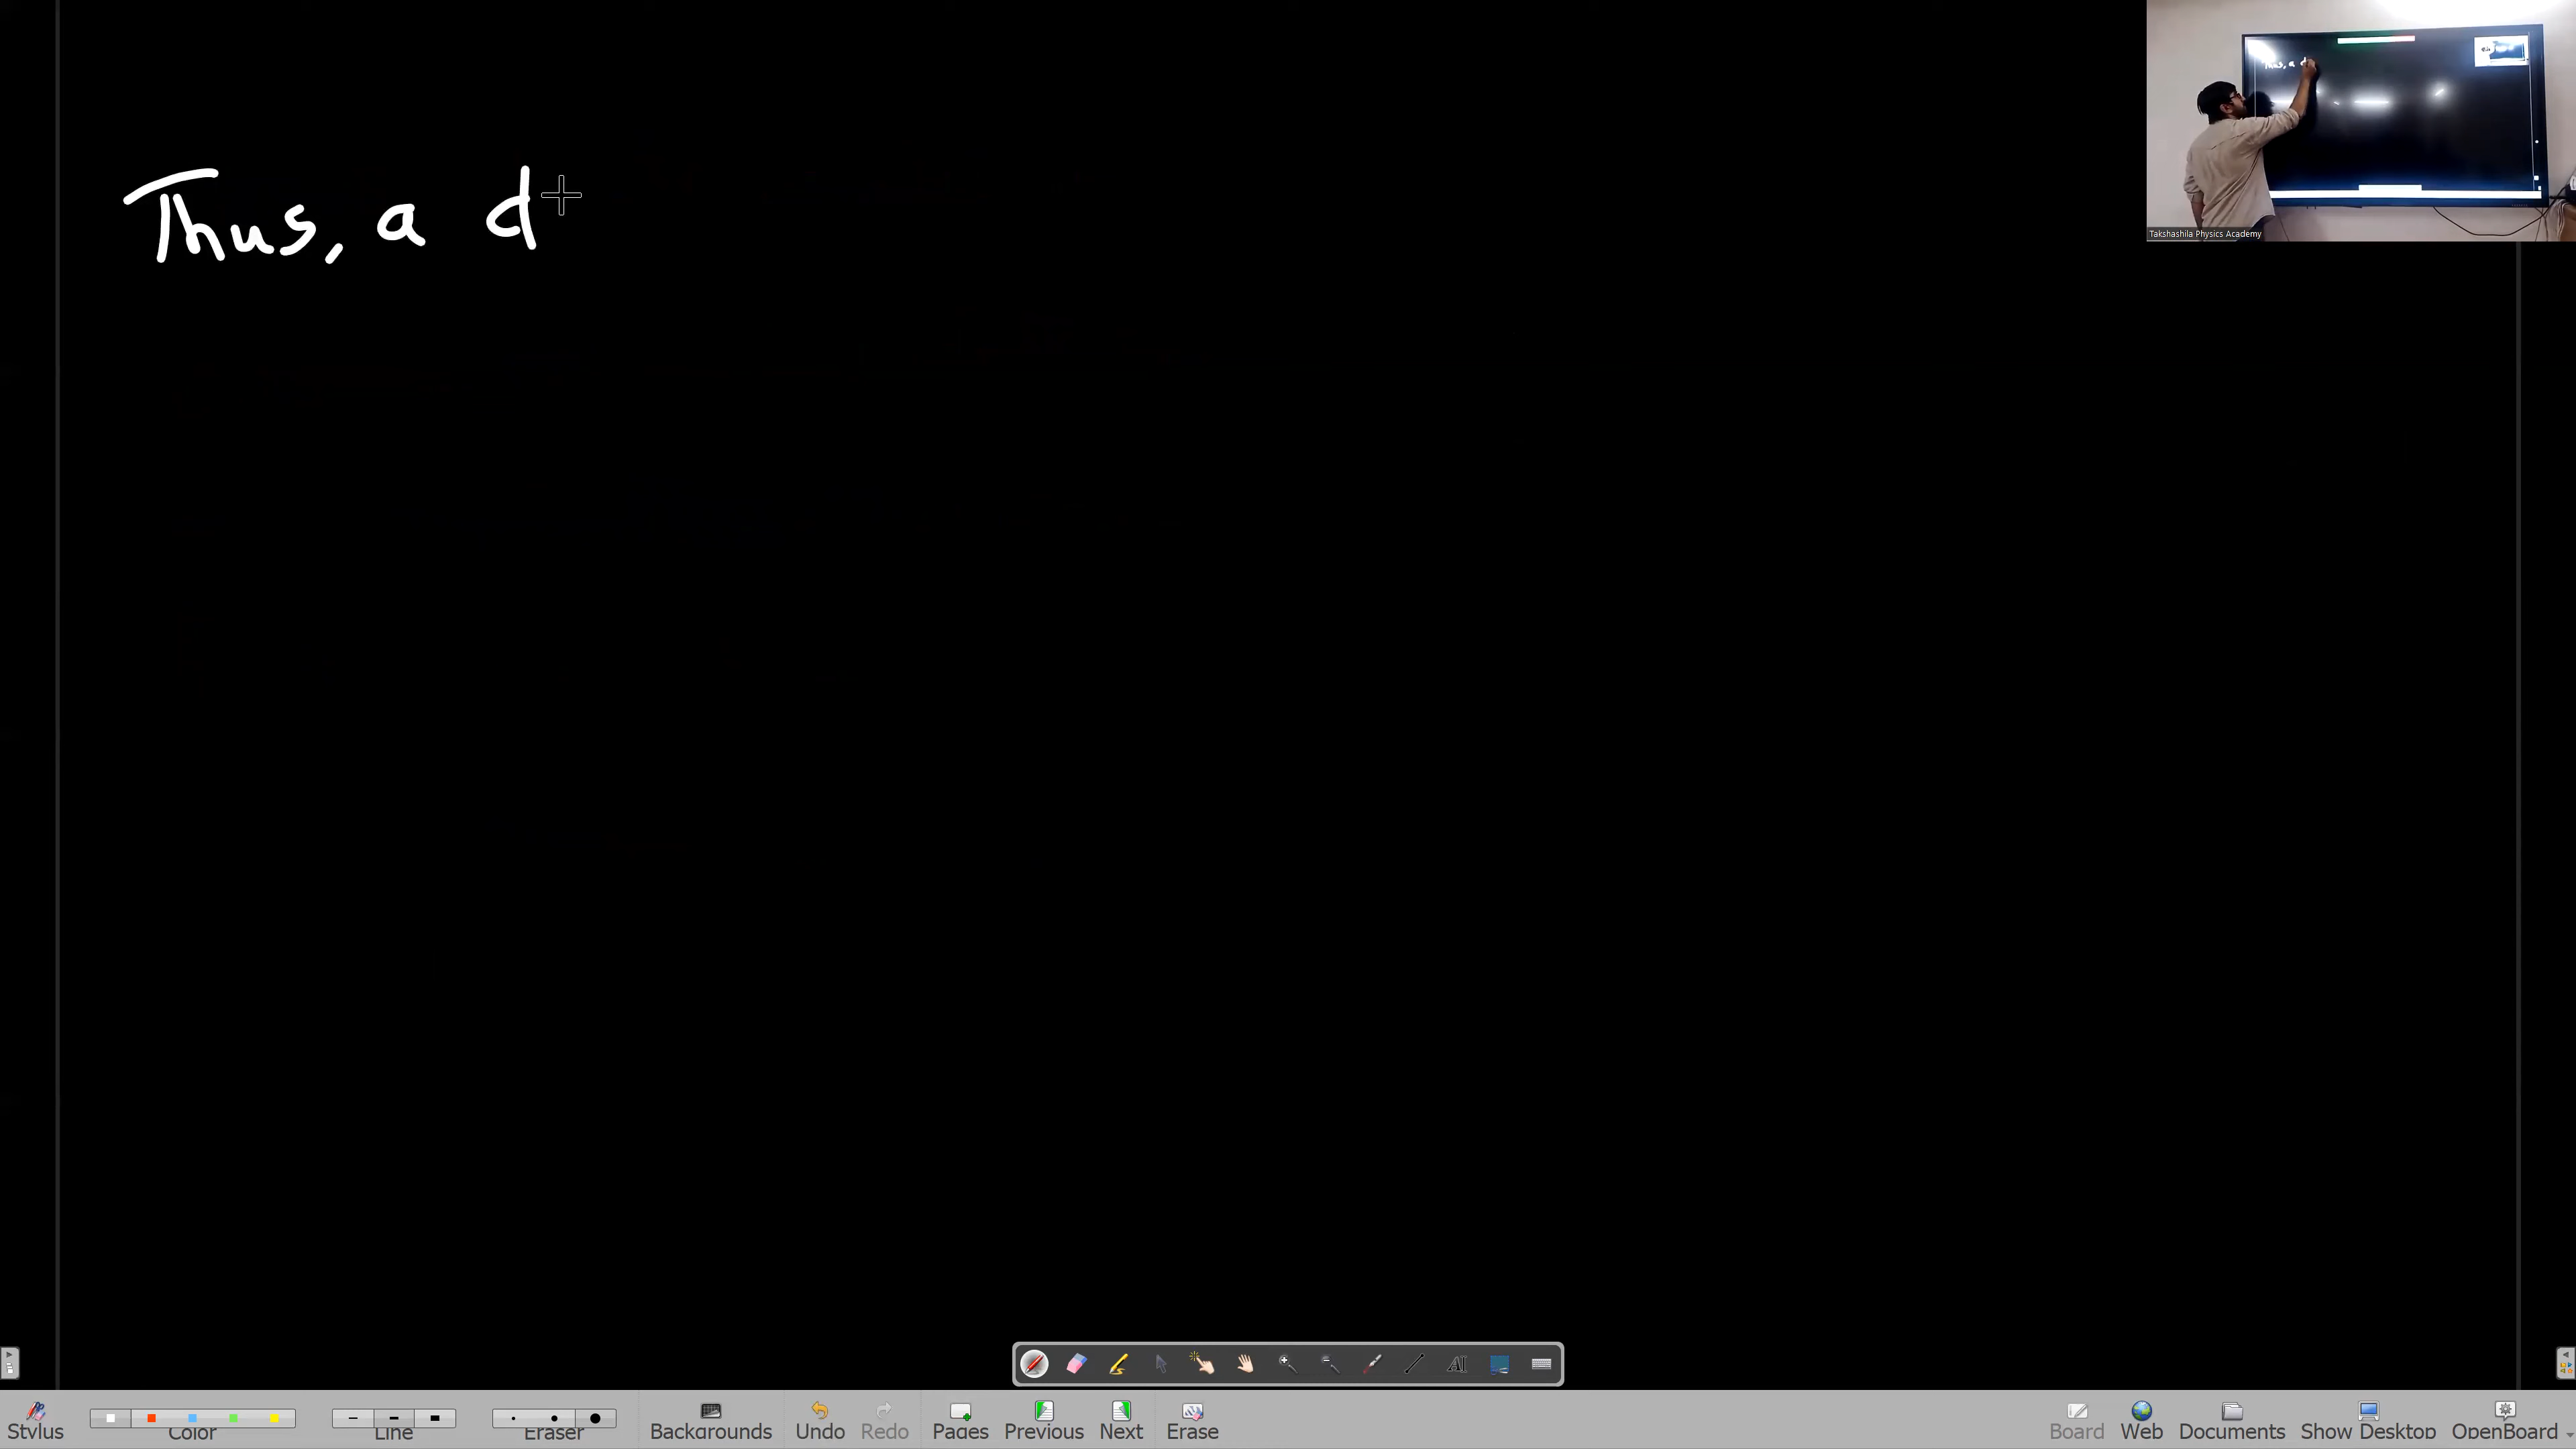 Thus, a d
Takshashila Physics Academy
Stylus Color Line Eraser Backgrounds Undo Redo Pages Previous Next Erase Board Web Documents Show Desktop OpenBoard